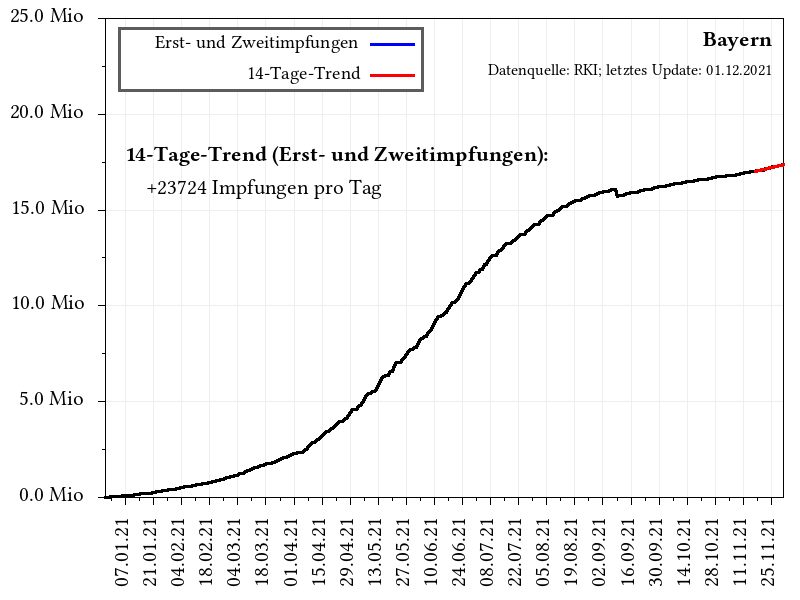 25.0 Mio
20.0 Mio
15.0 Mio
10.0 Mio
5.0 Mio
0.0 Mio
Erst- und Zweitimpfungen
14-Tage-Trend
Bayern
Datenquelle: RKI; letztes Update: 01.12.2021
14-Tage-Trend (Erst- und Zweitimpfungen):
+23724 Impfungen pro Tag
07.01.21
21.01.21
04.02.21
18.02.21
04.03.21
18.03.21
01.04.21
15.04.21
29.04.21
13.05.21
27.05.21
10.06.21
24.06.21
08.07.21
22.07.21
05.08.21
19.08.21
02.09.21
16.09.21
30.09.21
14.10.21
28.10.21
11.11.21
25.11.21